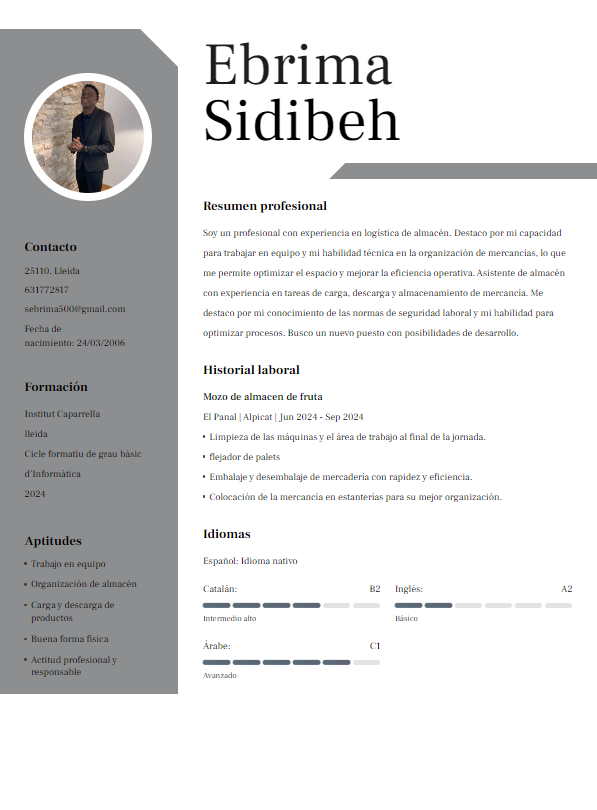 Ebrima
Sidibeh
Contacto
25110, Lleida
631772817
sebrima500@gmail.com
Fecha de
nacimiento: 24/03/2006
Formación
Institut Caparrella
lleida
Cicle formatiu de grau bàsic
d'Informàtica
2024
Aptitudes
• Trabajo en equipo
• Organización de almacén
• Carga y descarga de
productos
• Buena forma física
• Actitud profesional y
responsable
Resumen profesional
Soy un profesional con experiencia en logística de almacén. Destaco por mi capacidad
para trabajar en equipo y mi habilidad técnica en la organización de mercancías, lo que
me permite optimizar el espacio y mejorar la eficiencia operativa. Asistente de almacén
con experiencia en tareas de carga, descarga y almacenamiento de mercancía. Me
destaco por mi conocimiento de las normas de seguridad laboral y mi habilidad para
optimizar procesos. Busco un nuevo puesto con posibilidades de desarrollo.
Historial laboral
Mozo de almacen de fruta
El Panal | Alpicat | Jun 2024 - Sep 2024
• Limpieza de las máquinas y el área de trabajo al final de la jornada.
• flejador de palets
• Embalaje y desembalaje de mercadería con rapidez y eficiencia.
• Colocación de la mercancia en estanterías para su mejor organización.
Idiomas
Español: Idioma nativo
Catalán: B2
Intermedio alto
Inglés: A2
Básico
Árabe: C1
Avanzado